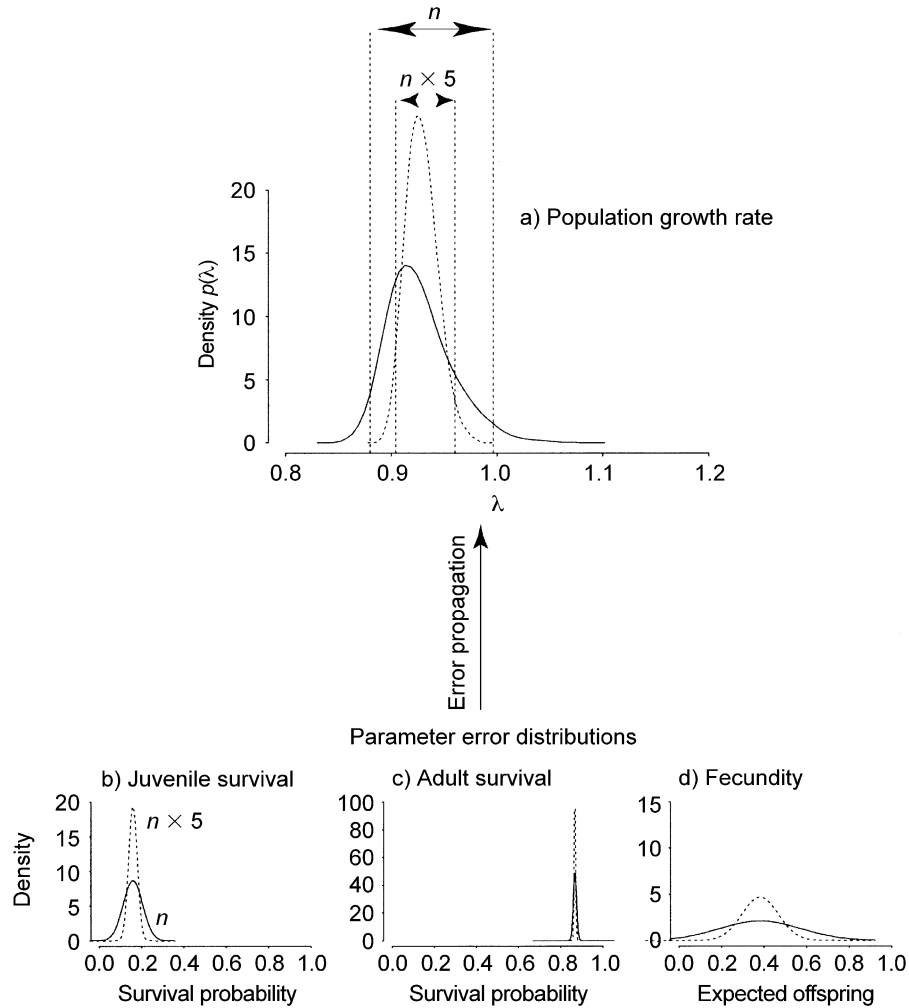 n
n × 5
20
a) Population growth rate
15
Density p(λ)
10
5
0
0.8 0.9 1.0 1.1 1.2
λ
Error propagation
Parameter error distributions
b) Juvenile survival
20
n × 5
15
Density
10
n
5
0
0.0 0.2 0.4 0.6 0.8 1.0
Survival probability
c) Adult survival
100
80
60
40
20
0
0.0 0.2 0.4 0.6 0.8 1.0
Survival probability
d) Fecundity
15
10
5
0
0.0 0.2 0.4 0.6 0.8 1.0
Expected offspring